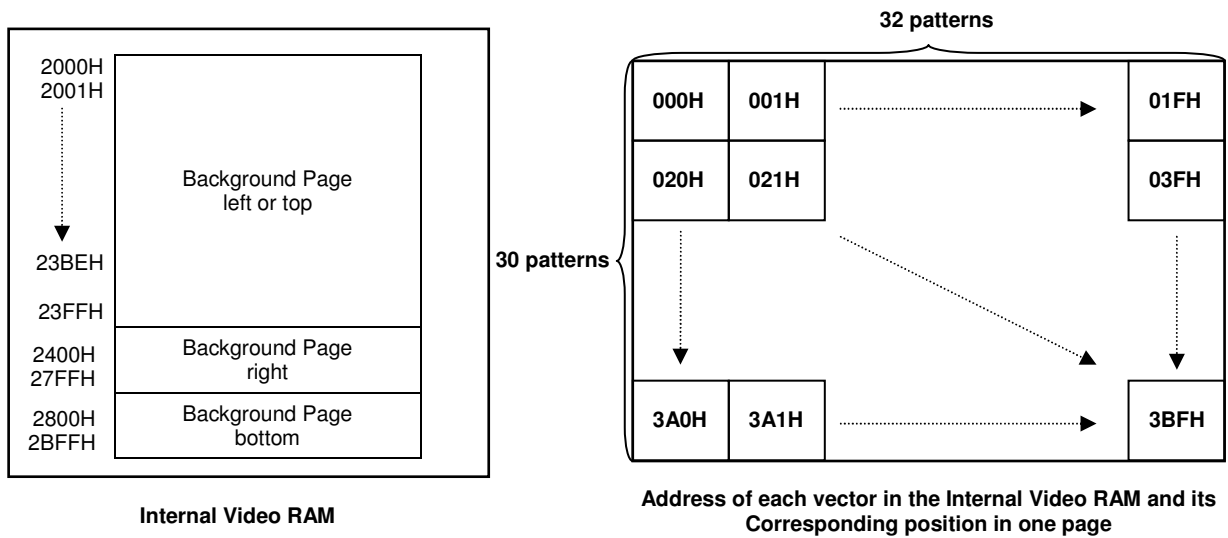 2000H
2001H
23BEH
23FFH
2400H
27FFH
2800H
2BFFH
Background Page
left or top
Background Page
right
Background Page
bottom
Internal Video RAM
32 patterns
30 patterns
000H 001H 01FH
020H 021H 03FH
3A0H 3A1H 3BFH
Address of each vector in the Internal Video RAM and its
Corresponding position in one page